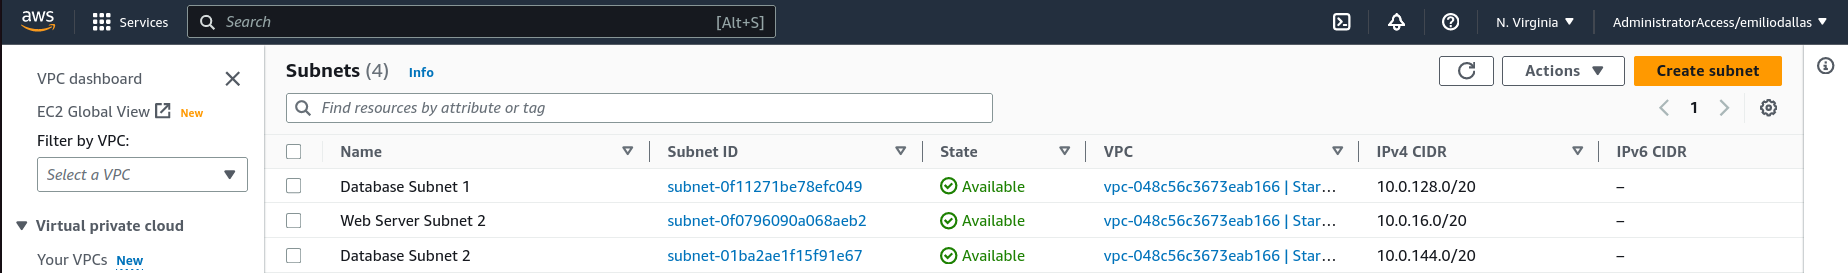 aws
Services
Search [Alt+S]
N. Virginia
AdministratorAccess/emiliodallas
VPC dashboard
EC2 Global View New
Filter by VPC:
Select a VPC
Virtual private cloud
Your VPCs New
Subnets (4) Info
Actions
Create subnet
Find resources by attribute or tag
1
Name Subnet ID State VPC IPv4 CIDR IPv6 CIDR
Database Subnet 1 subnet-0f11271be78efc049 Available vpc-048c56c3673eab166 | Star… 10.0.128.0/20 –
Web Server Subnet 2 subnet-0f0796090a068aeb2 Available vpc-048c56c3673eab166 | Star… 10.0.16.0/20 –
Database Subnet 2 subnet-01ba2ae1f15f91e67 Available vpc-048c56c3673eab166 | Star… 10.0.144.0/20 –